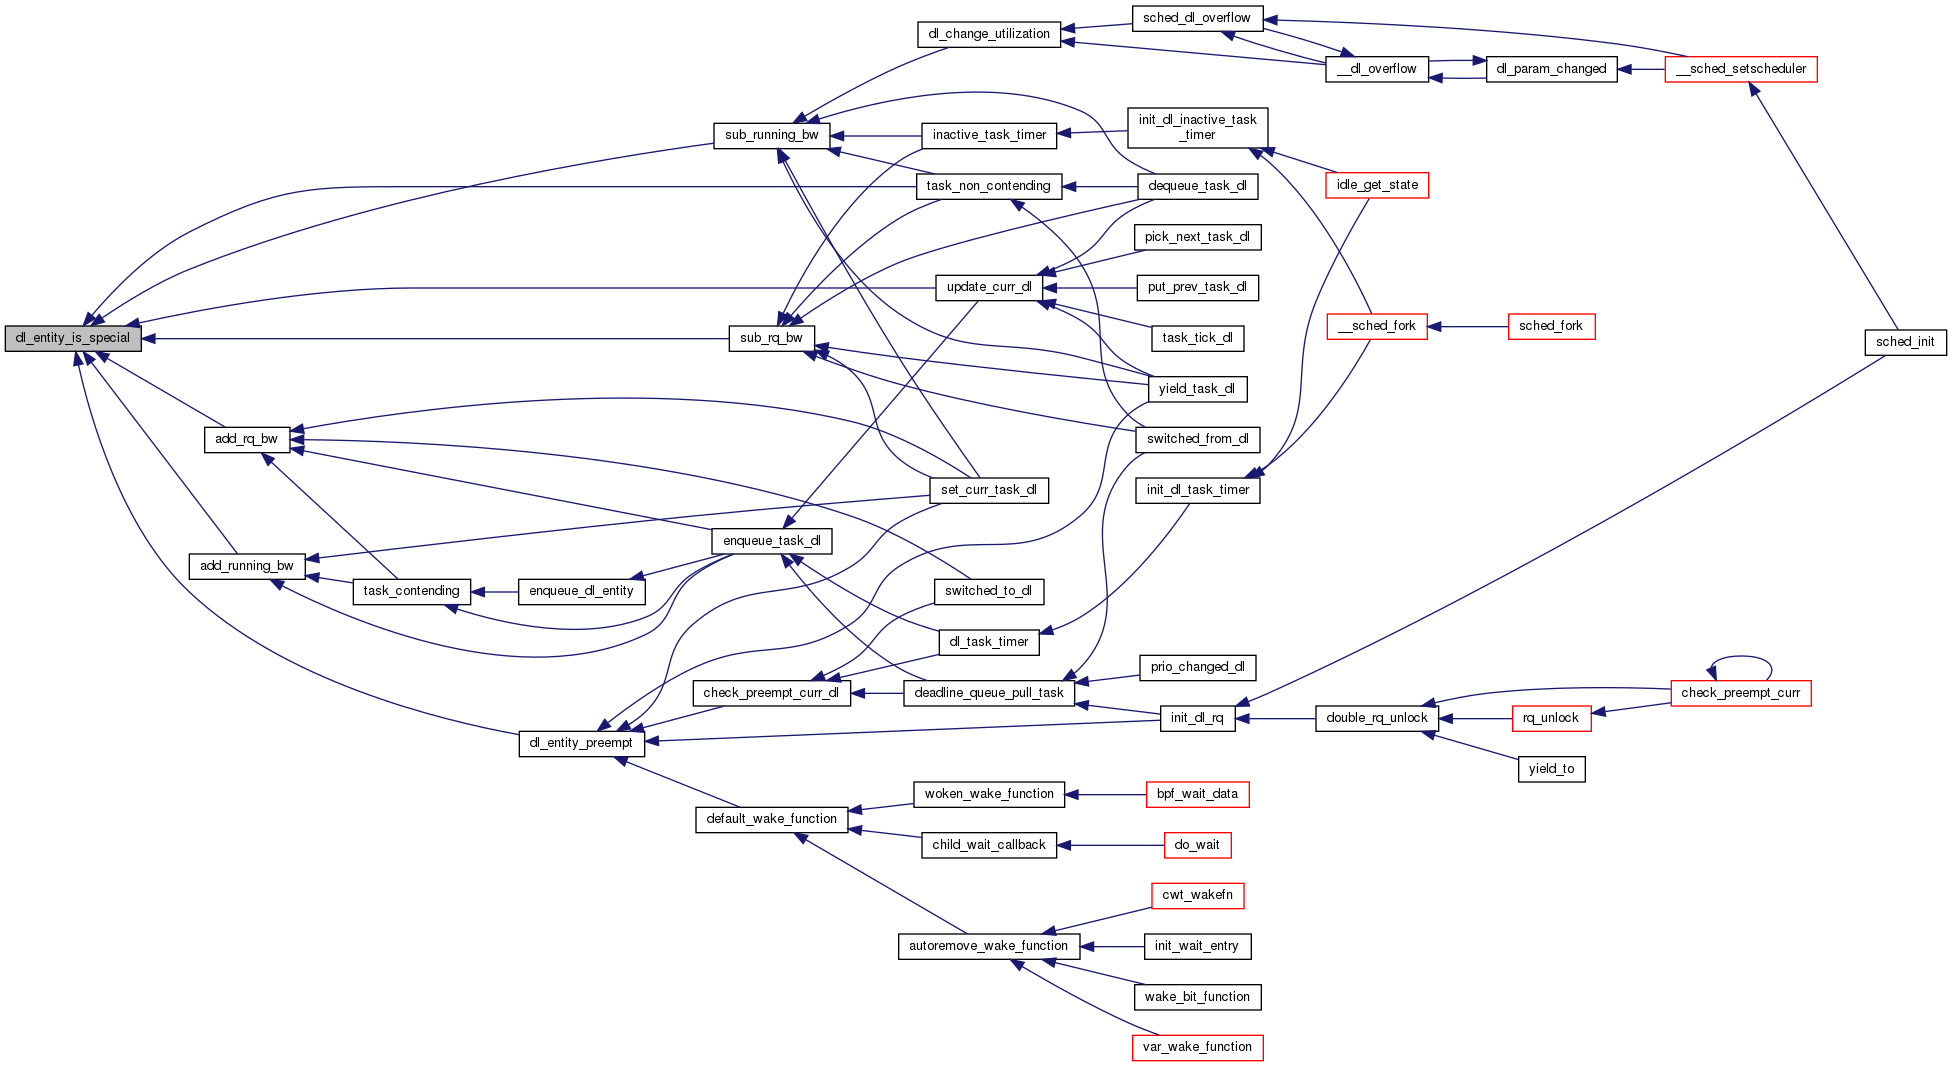 dl_entity_is_special
sub_running_bw
sub_rq_bw
add_rq_bw
add_running_bw
task_contending
enqueue_dl_entity
enqueue_task_dl
check_preempt_curr_dl
dl_entity_preempt
default_wake_function
dl_change_utilization
inactive_task_timer
task_non_contending
update_curr_dl
set_curr_task_dl
switched_to_dl
dl_task_timer
deadline_queue_pull_task
woken_wake_function
child_wait_callback
autoremove_wake_function
sched_dl_overflow
init_dl_inactive_task
_timer
dequeue_task_dl
pick_next_task_dl
put_prev_task_dl
task_tick_dl
yield_task_dl
switched_from_dl
init_dl_task_timer
prio_changed_dl
init_dl_rq
bpf_wait_data
do_wait
cwt_wakefn
init_wait_entry
wake_bit_function
var_wake_function
__dl_overflow
idle_get_state
__sched_fork
double_rq_unlock
dl_param_changed
sched_fork
rq_unlock
yield_to
__sched_setscheduler
check_preempt_curr
sched_init